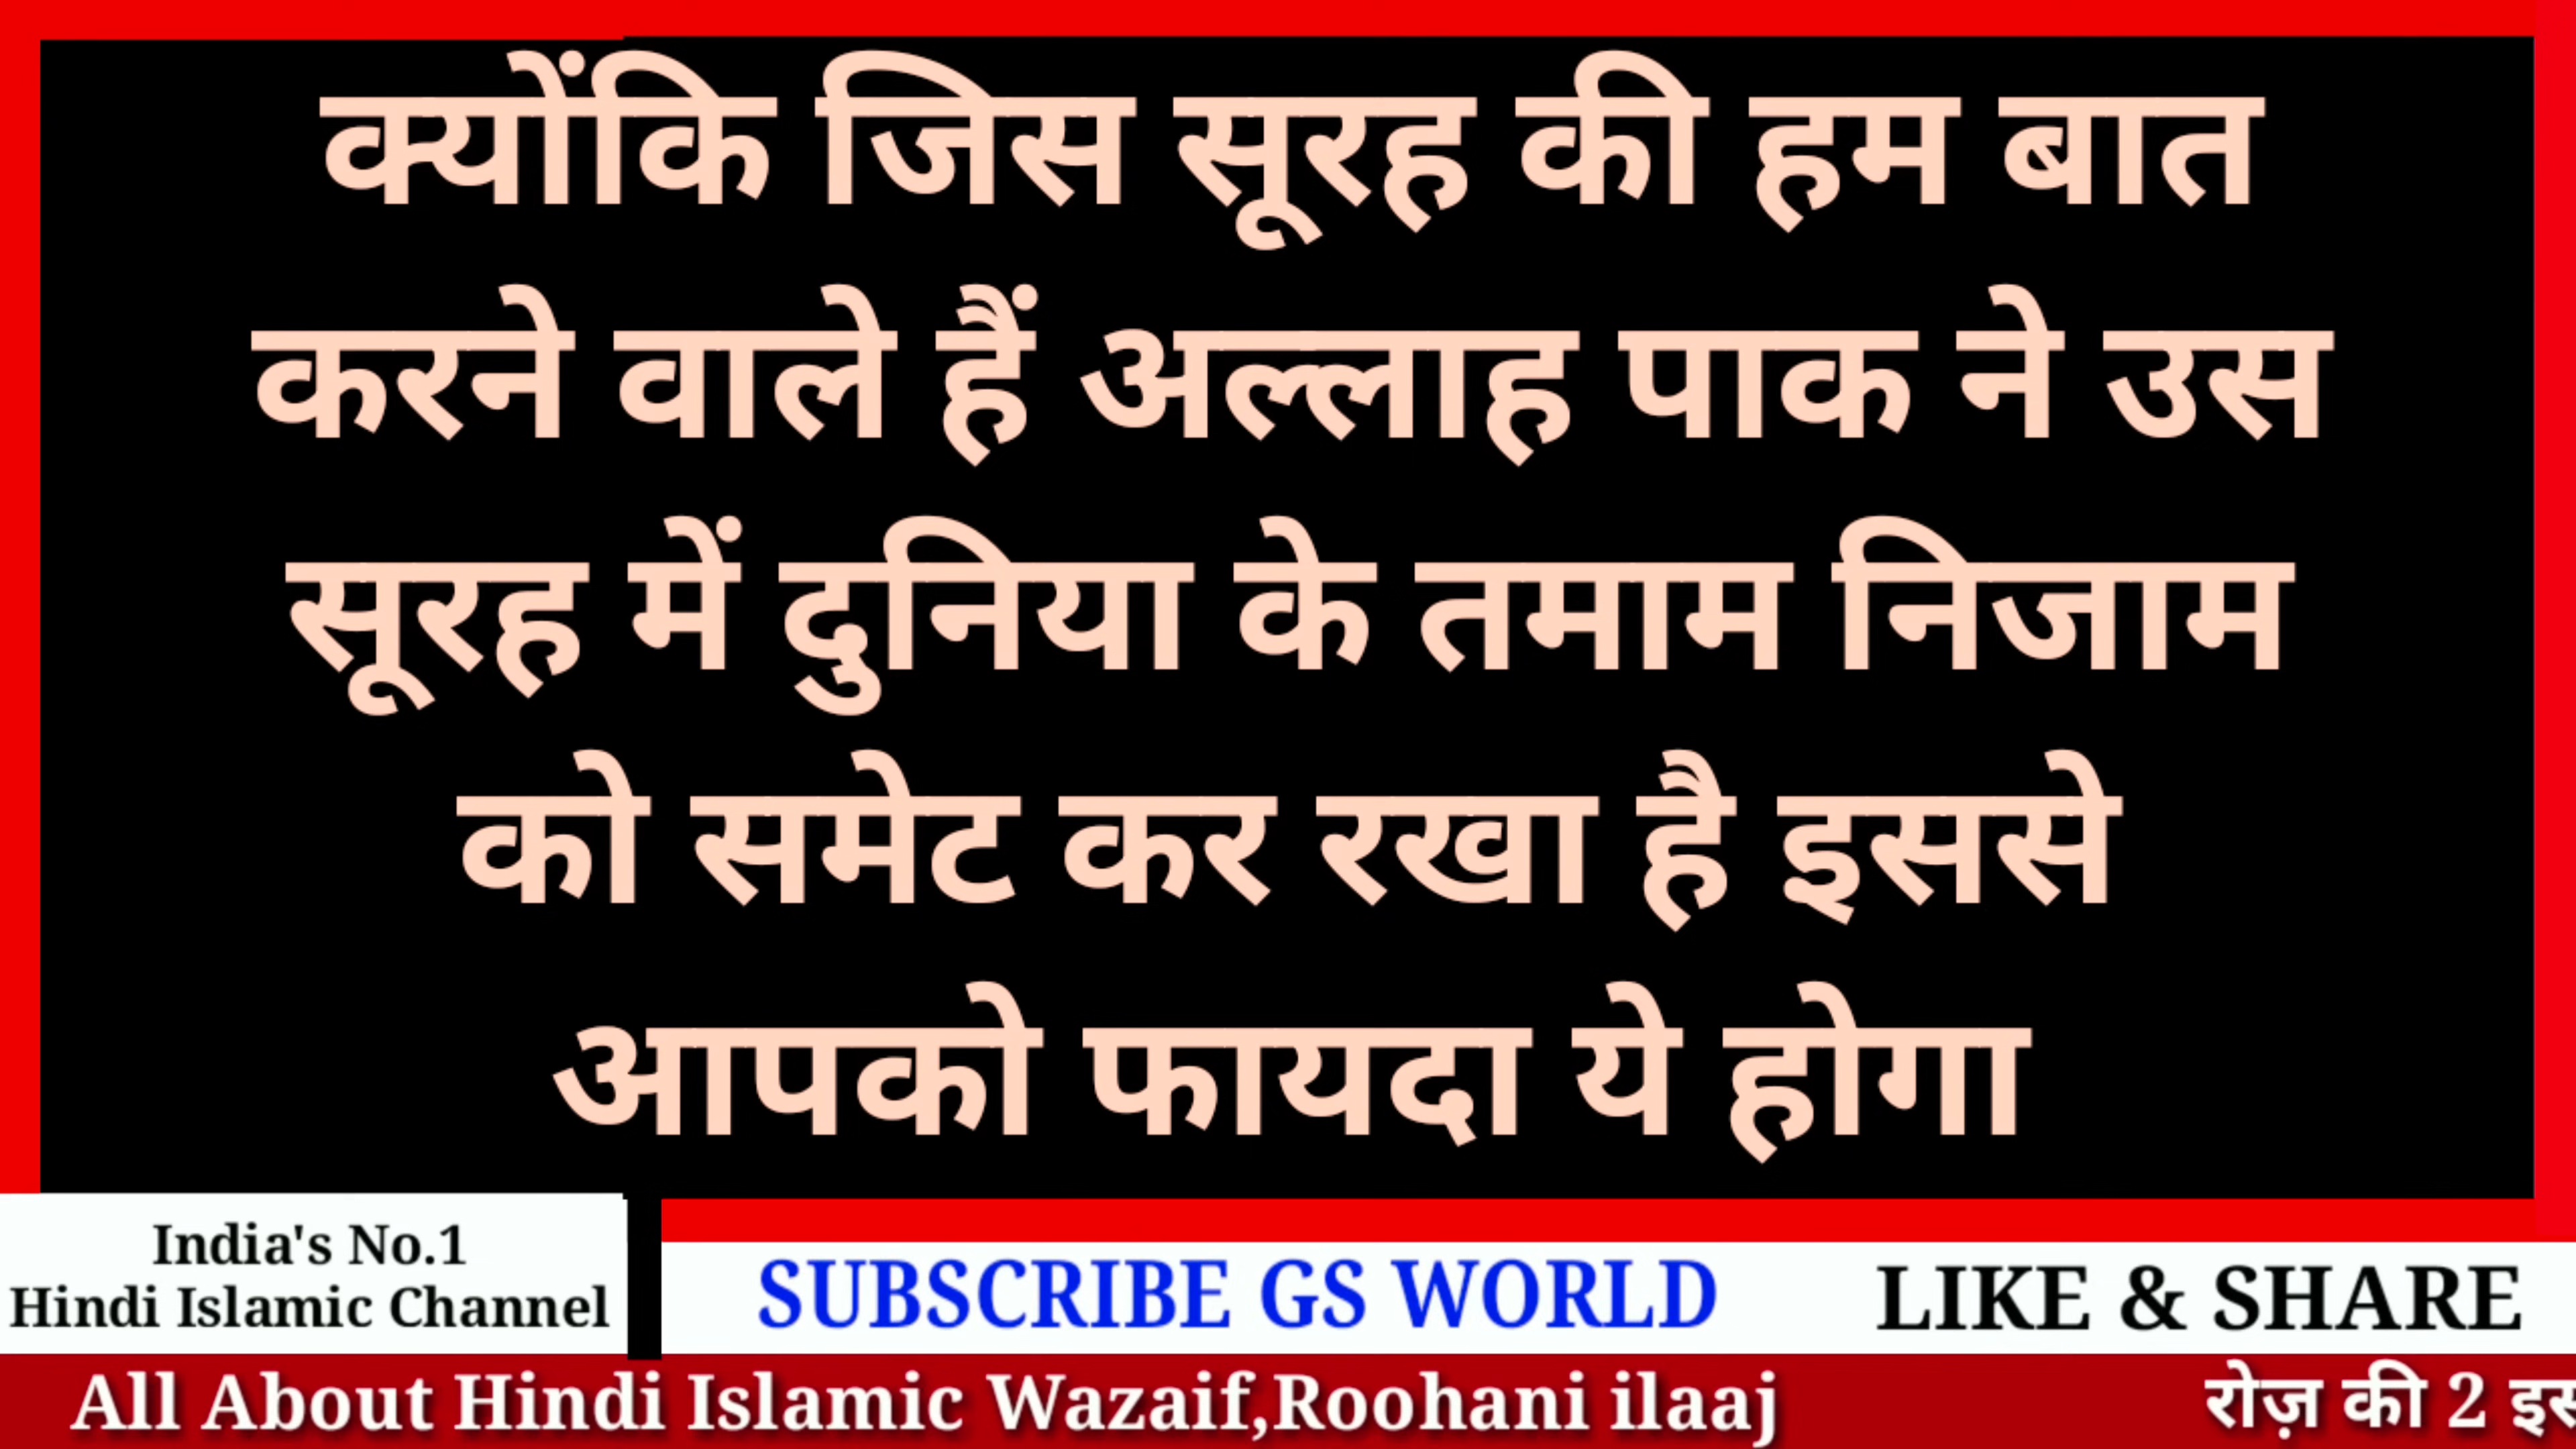 क्योंकि जिस सूरह की हम बात
करने वाले हैं अल्लाह पाक ने उस
सूरह में दुनिया के तमाम निजाम
को समेट कर रखा है इससे
आपको फायदा ये होगा
India's No.1
Hindi Islamic Channel
SUBSCRIBE GS WORLD
LIKE & SHARE
All About Hindi Islamic Wazaif,Roohani ilaaj
रोज़ की 2